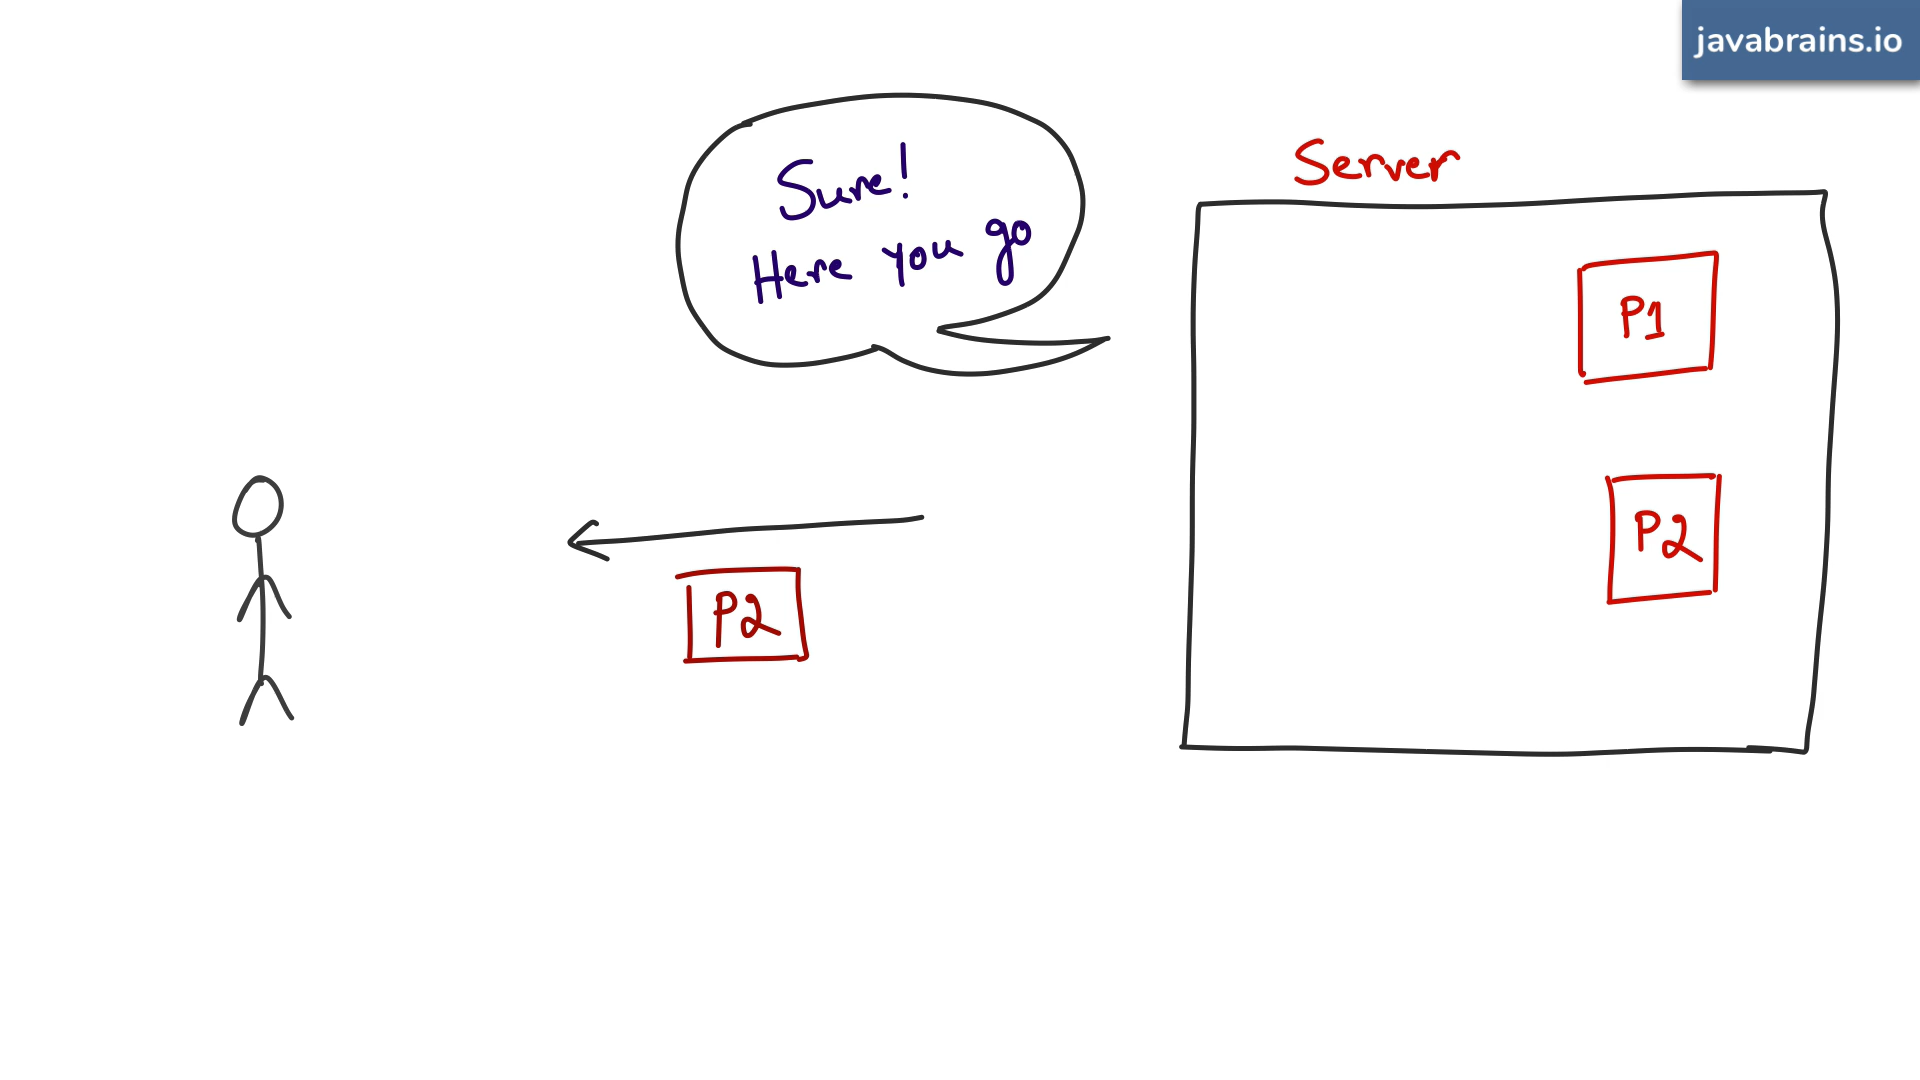 javabrains.io
Sure!
Here you go
Server
P1
P2
P2